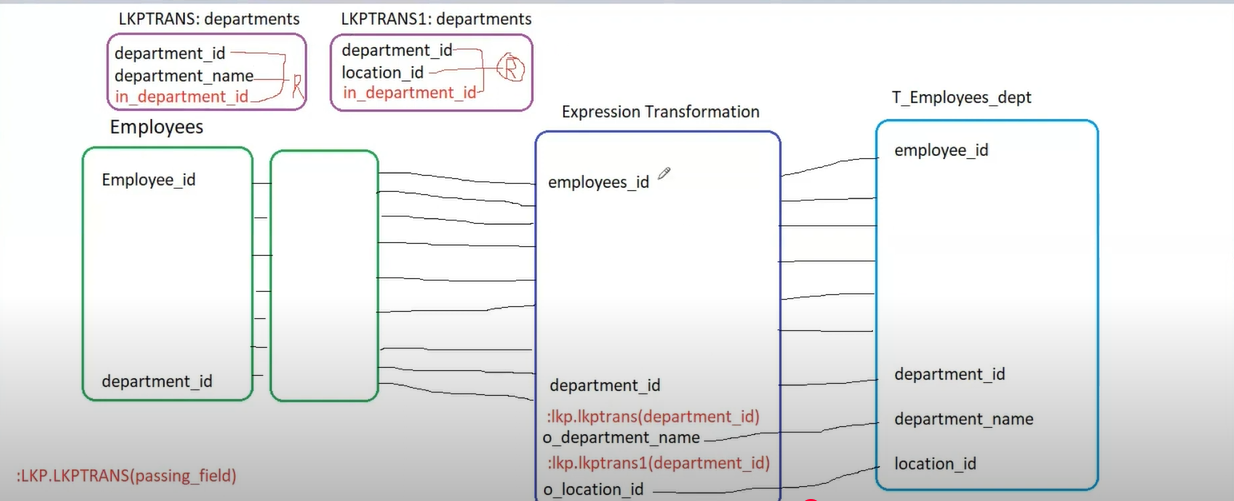 LKPTRANS: departments
department_id
department_name
in_department_id
R
LKPTRANS1: departments
department_id
location_id
in_department_id
R
Employees
Employee_id
department_id
Expression Transformation
employees_id
department_id
:lkp.lkptrans(department_id)
o_department_name
:lkp.lkptrans1(department_id)
o_location_id
T_Employees_dept
employee_id
department_id
department_name
location_id
:LKP.LKPTRANS(passing_field)